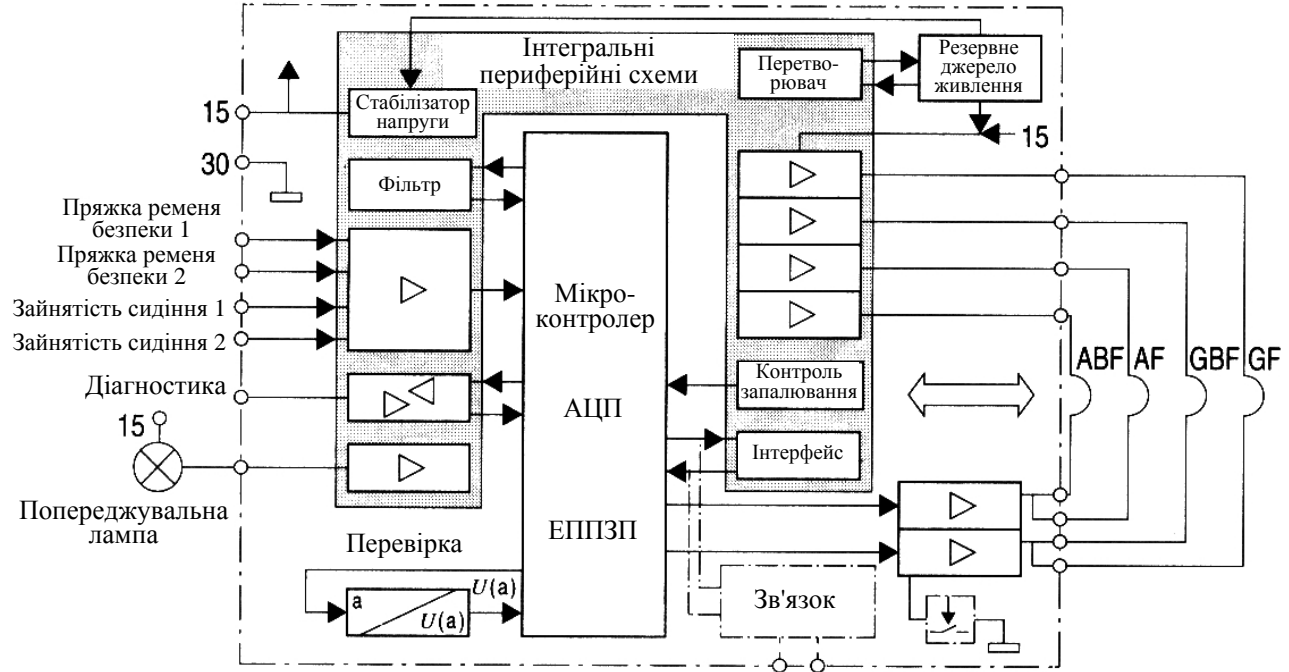 Інтегральні
периферійні схеми
Перетво-
рювач
Резервне
джерело
живлення
15
Стабілізатор
напруги
15
30
Фільтр
Пряжка ременя
безпеки 1
Пряжка ременя
безпеки 2
Зайнятість сидіння 1
Зайнятість сидіння 2
Діагностика
15
Попереджувальна
лампа
Мікро-
контролер
АЦП
ЕППЗП
Контроль
запалювання
Інтерфейс
ABF AF GBF GF
Перевірка
a
U(a)
U(a)
Зв'язок